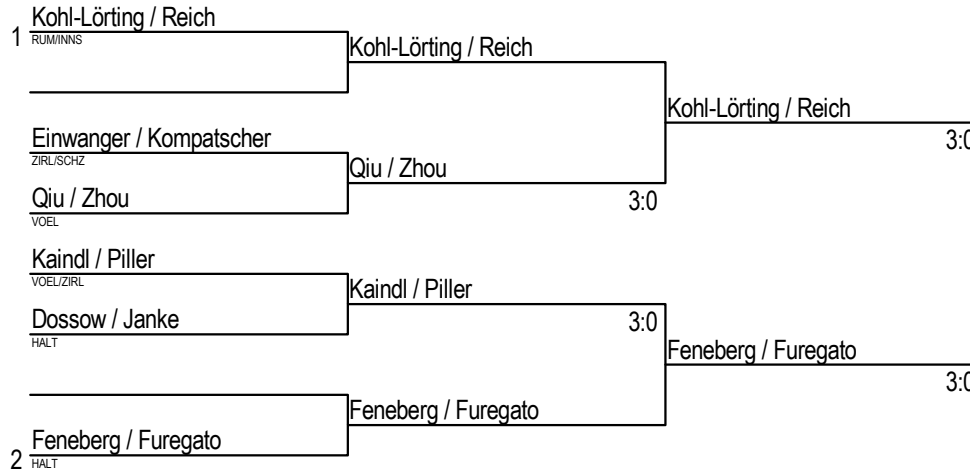 Kohl-Lörting / Reich
1 RUM/INNS
Kohl-Lörting / Reich
Kohl-Lörting / Reich
3:0
Einwanger / Kompatscher
ZIRL/SCHZ
Qiu / Zhou
3:0
Qiu / Zhou
VOEL
Kaindl / Piller
VOEL/ZIRL
Kaindl / Piller
3:0
Dossow / Janke
HALT
Feneberg / Furegato
3:0
Feneberg / Furegato
Feneberg / Furegato
2 HALT